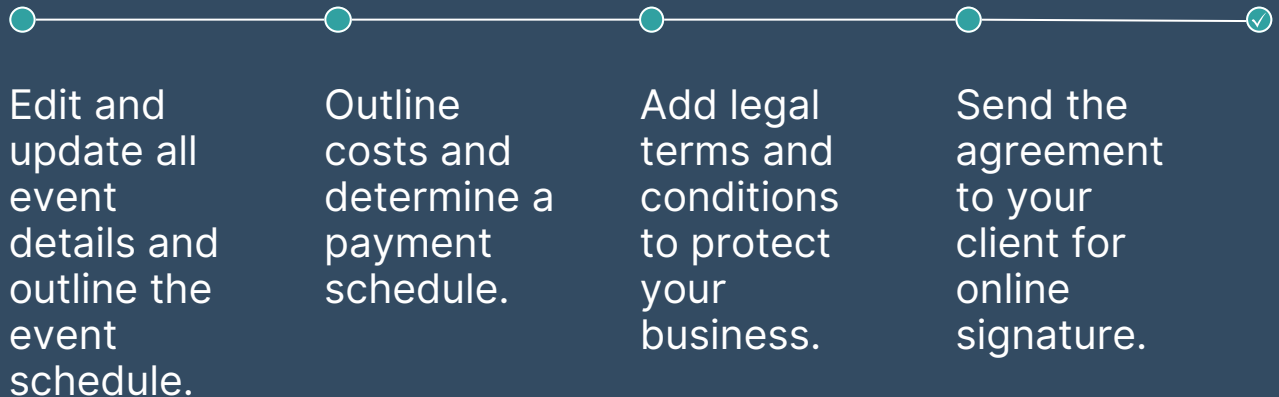 Edit and
update all
event
details and
outline the
event
schedule.
Outline
costs and
determine a
payment
schedule.
Add legal
terms and
conditions
to protect
your
business.
Send the
agreement
to your
client for
online
signature.